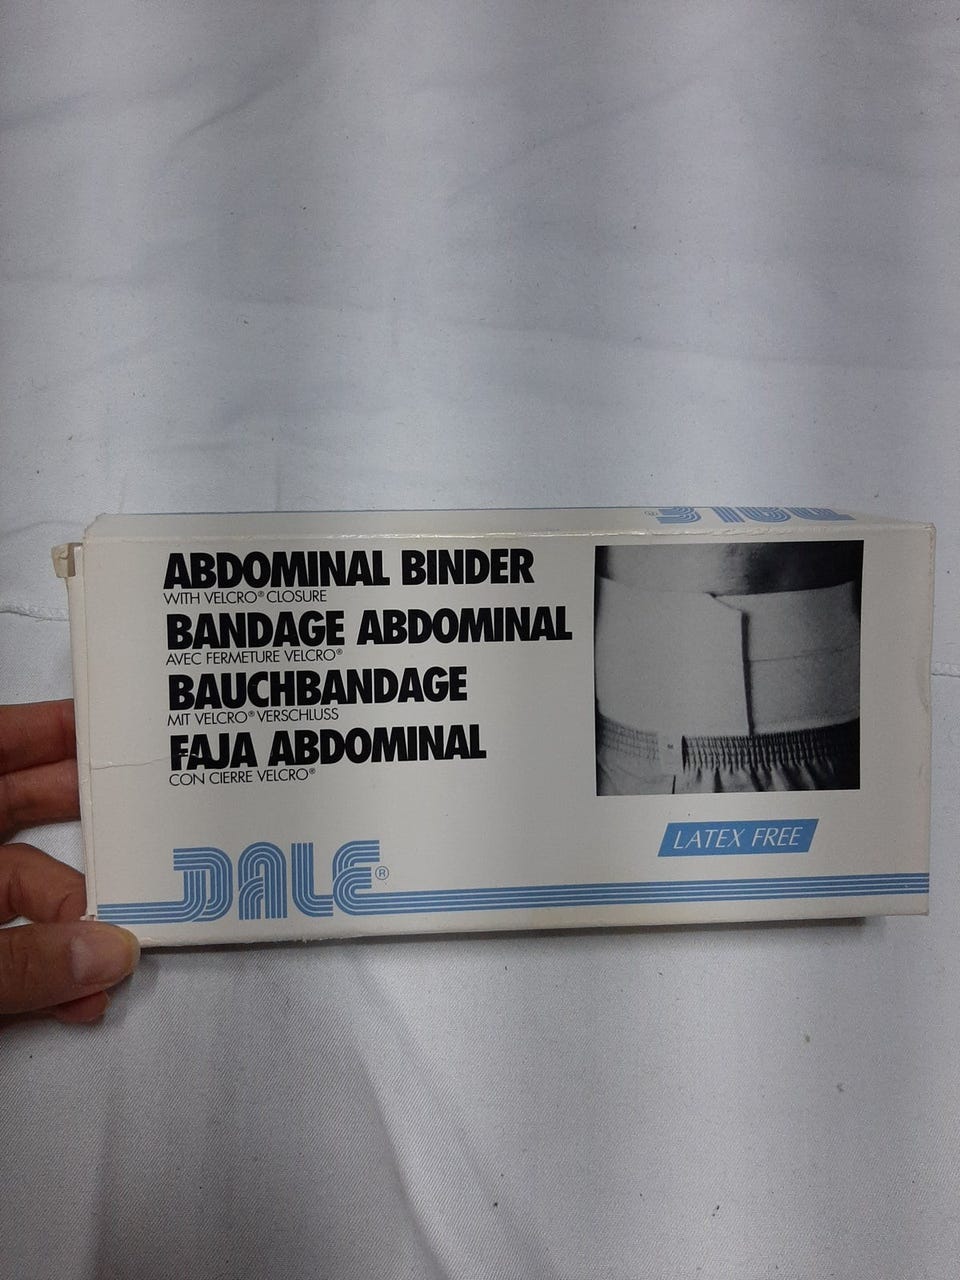 DALE
ABDOMINAL BINDER
WITH VELCRO® CLOSURE
BANDAGE ABDOMINAL
AVEC FERMETURE VELCRO®
BAUCHBANDAGE
MIT VELCRO® VERSCHLUSS
FAJA ABDOMINAL
CON CIERRE VELCRO®
LATEX FREE
DALE®